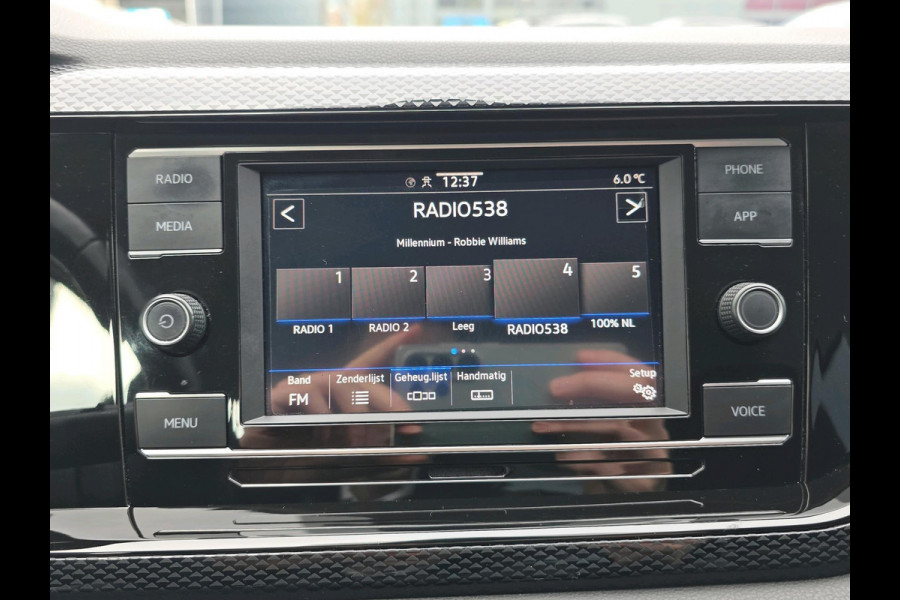 RADIO
MEDIA
MENU
PHONE
APP
VOICE
12:37
6.0 °C
<
RADIO538
>
Millennium - Robbie Williams
1 2 3 4 5
RADIO 1 RADIO 2 Leeg RADIO538 100% NL
Band Zenderlijst Geheug.lijst Handmatig Setup
FM